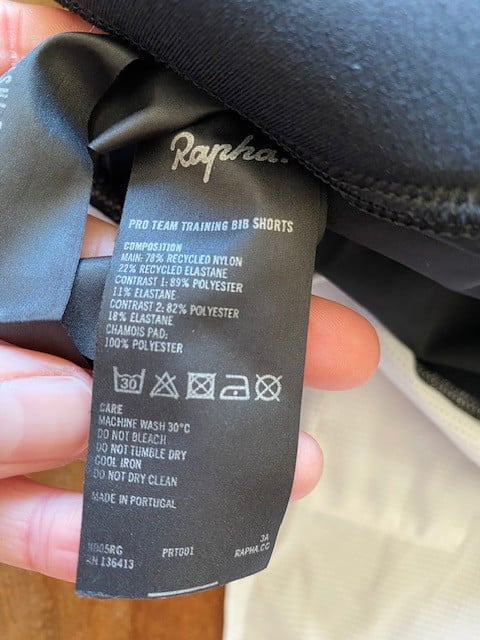 Rapha.
PRO TEAM TRAINING BIB SHORTS
COMPOSITION
MAIN: 78% RECYCLED NYLON
22% RECYCLED ELASTANE
CONTRAST 1: 89% POLYESTER
11% ELASTANE
CONTRAST 2: 82% POLYESTER
18% ELASTANE
CHAMOIS PAD:
100% POLYESTER
30
CARE
MACHINE WASH 30°C
DO NOT BLEACH
DO NOT TUMBLE DRY
COOL IRON
DO NOT DRY CLEAN
MADE IN PORTUGAL
PRT001
3A
136413
RAPHA.CC